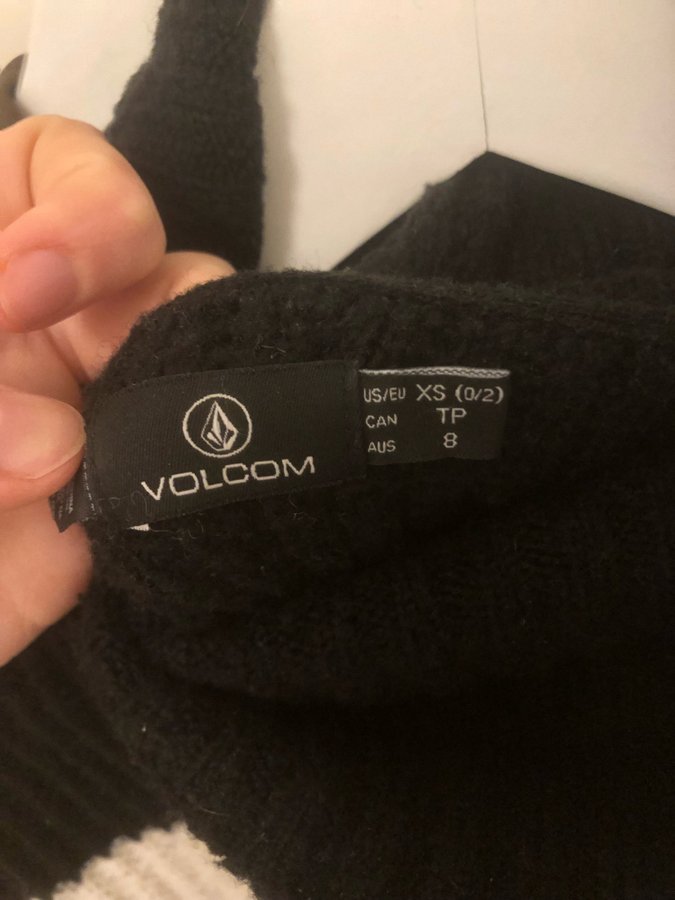 VOLCOM
US/EU XS (0/2)
CAN TP
AUS 8